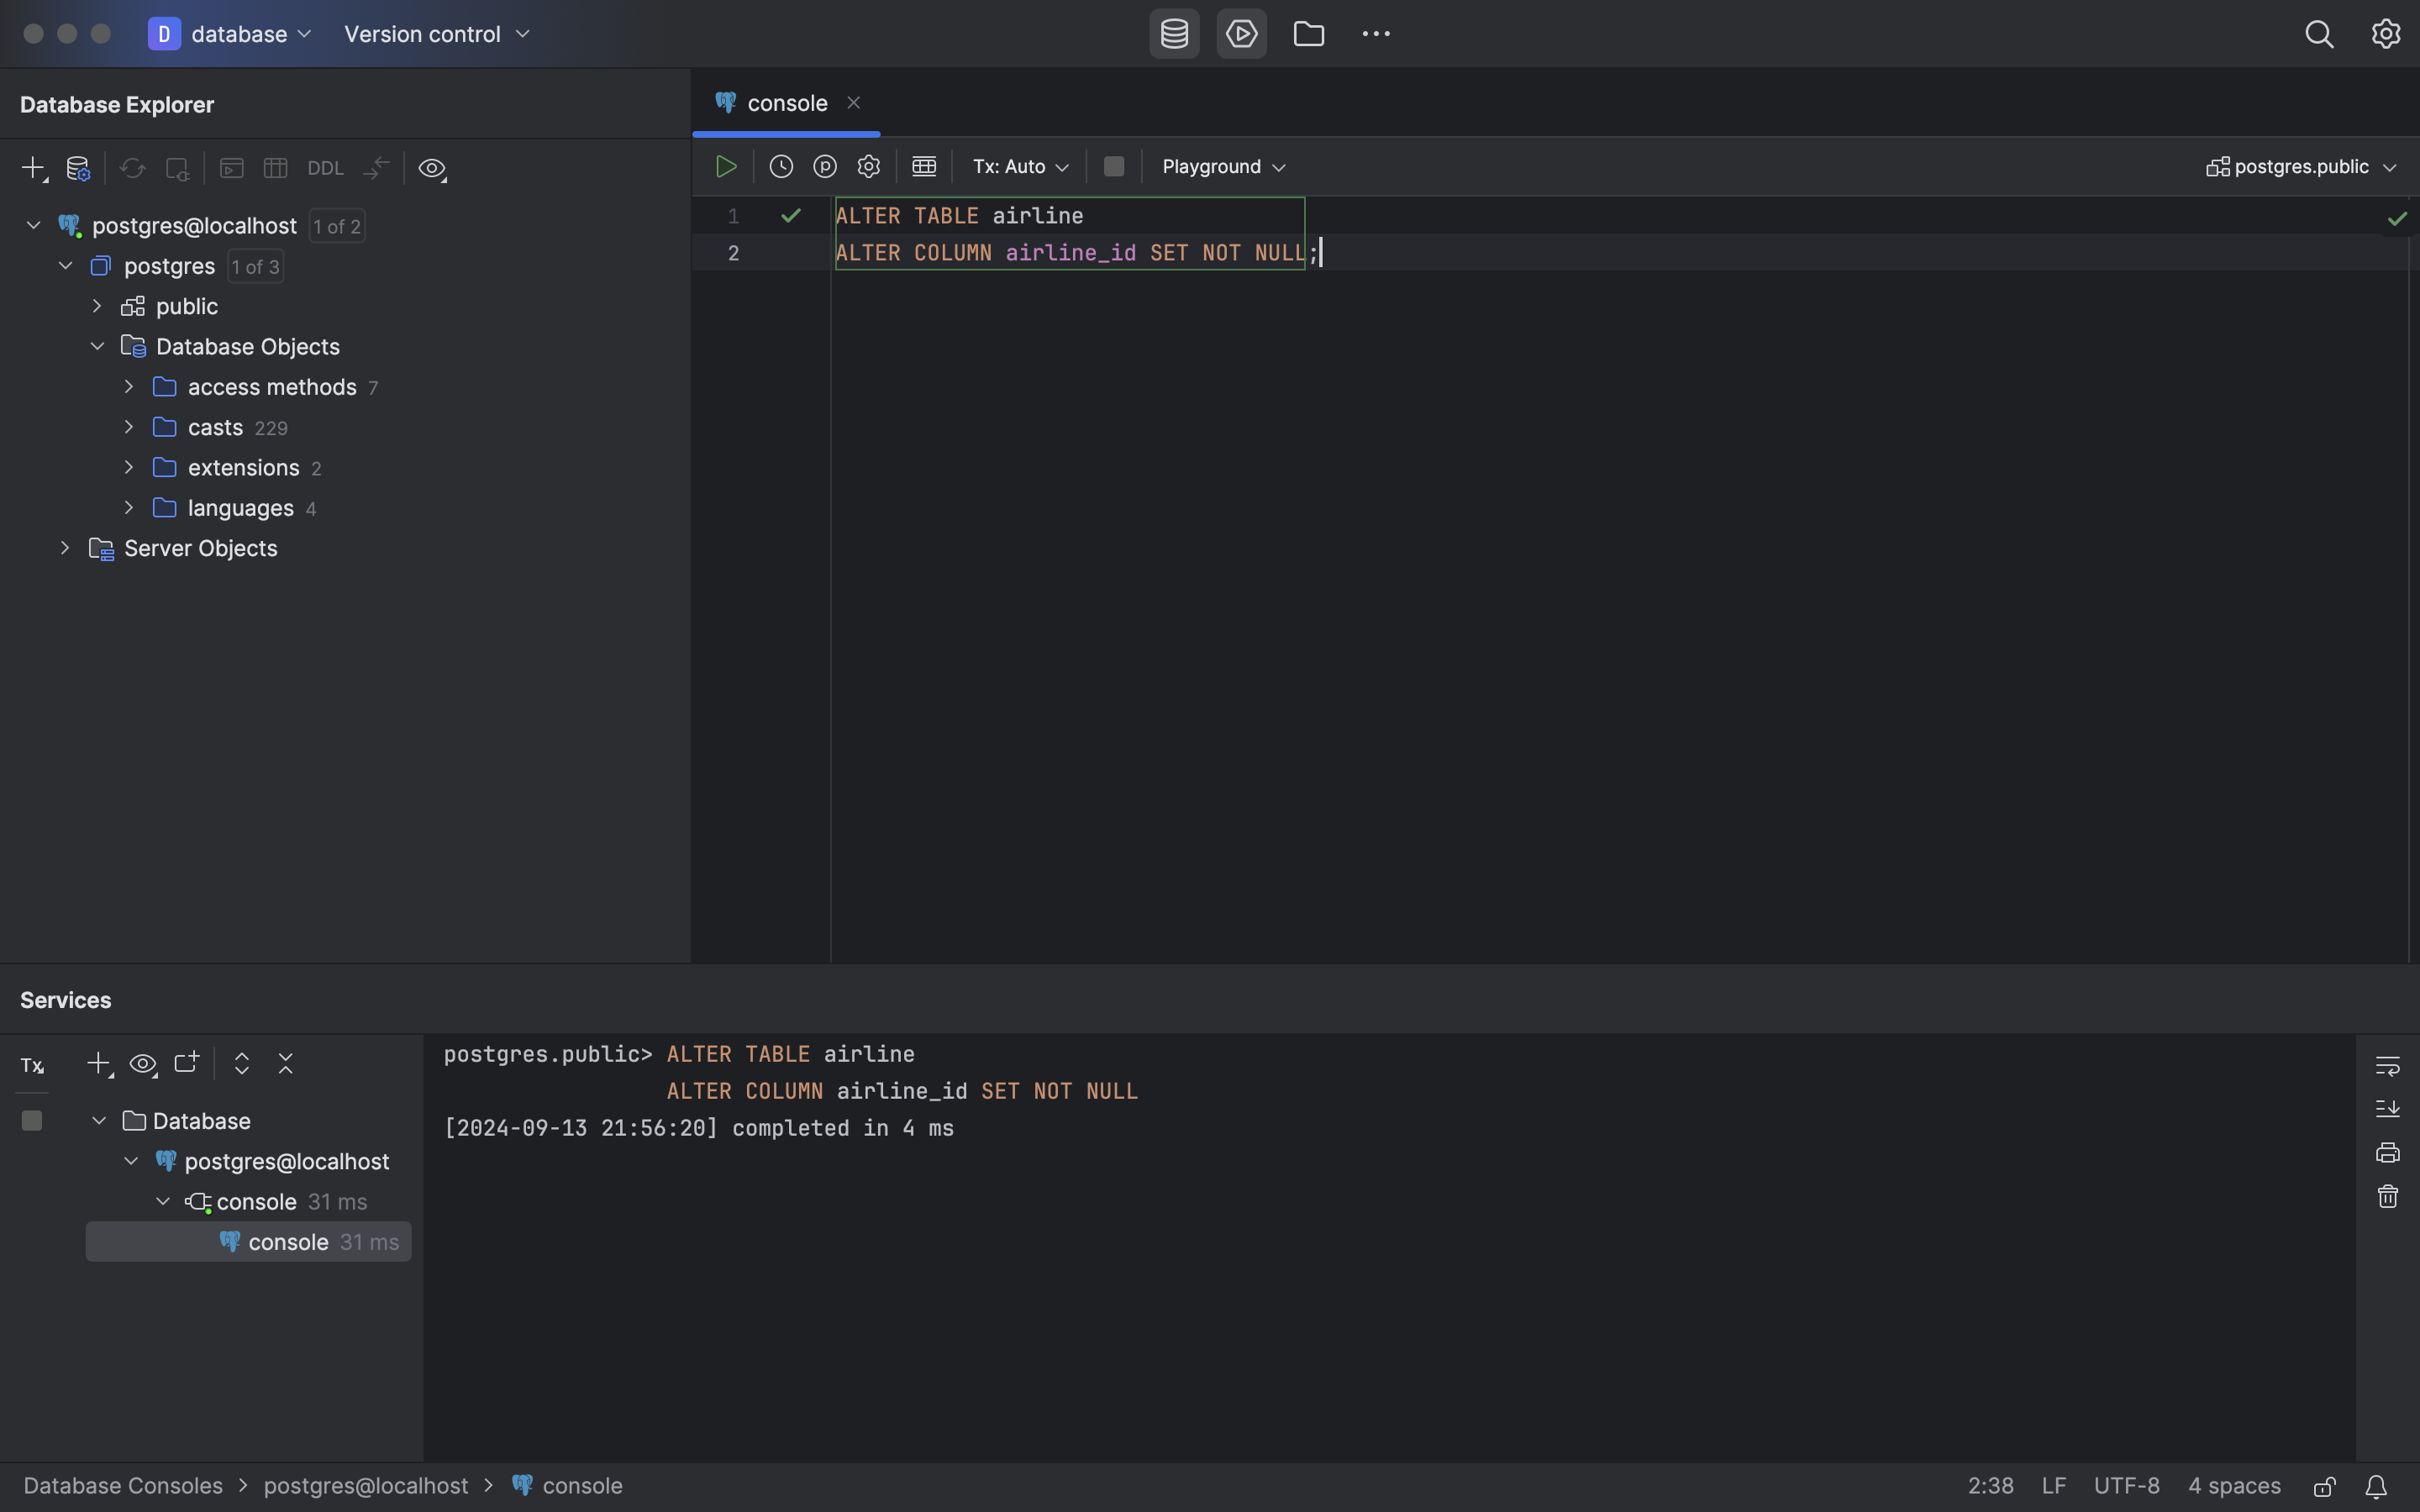 D database Version control
Database Explorer
DDL
postgres@localhost 1 of 2
postgres 1 of 3
public
Database Objects
access methods 7
casts 229
extensions 2
languages 4
Server Objects
console
Tx: Auto Playground postgres.public
1 ALTER TABLE airline
2 ALTER COLUMN airline_id SET NOT NULL;
Services
Tx
Database
postgres@localhost
console 31 ms
console 31 ms
postgres.public> ALTER TABLE airline
ALTER COLUMN airline_id SET NOT NULL
[2024-09-13 21:56:20] completed in 4 ms
Database Consoles > postgres@localhost > console
2:38 LF UTF-8 4 spaces